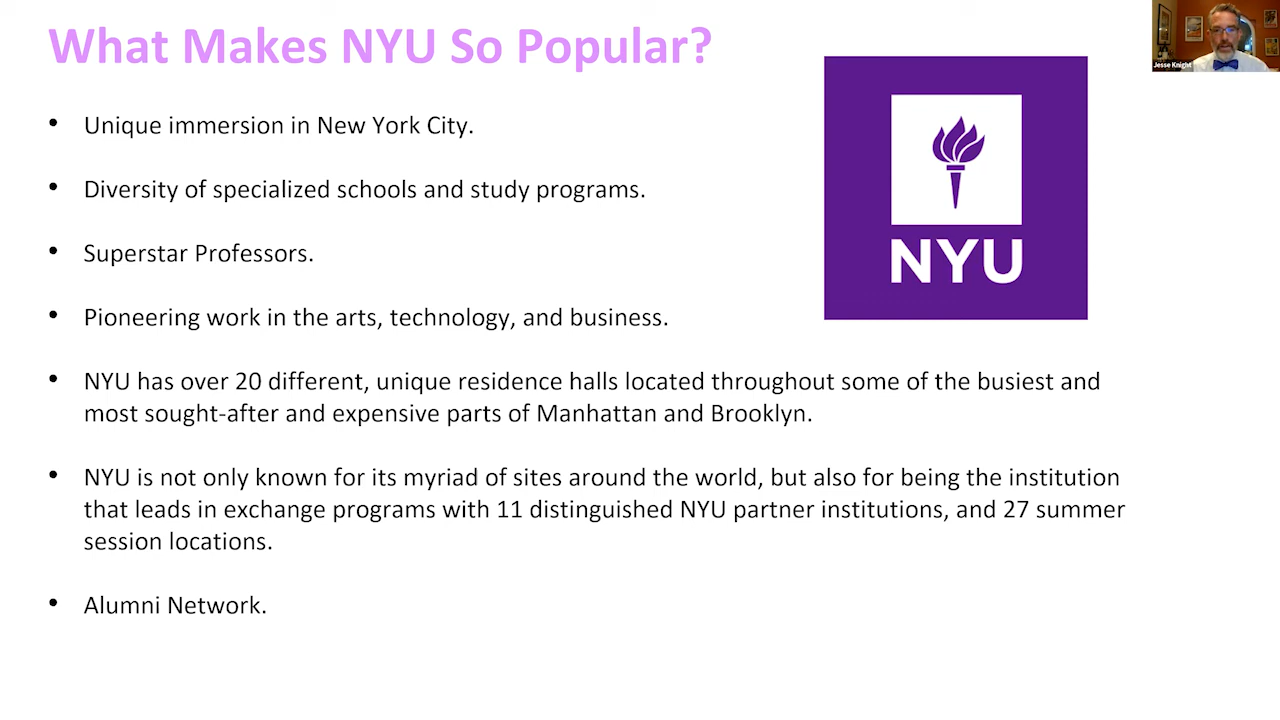 What Makes NYU So Popular?
Jesse Knight
• Unique immersion in New York City.
• Diversity of specialized schools and study programs.
• Superstar Professors.
• Pioneering work in the arts, technology, and business.
NYU
• NYU has over 20 different, unique residence halls located throughout some of the busiest and
most sought-after and expensive parts of Manhattan and Brooklyn.
• NYU is not only known for its myriad of sites around the world, but also for being the institution
that leads in exchange programs with 11 distinguished NYU partner institutions, and 27 summer
session locations.
• Alumni Network.